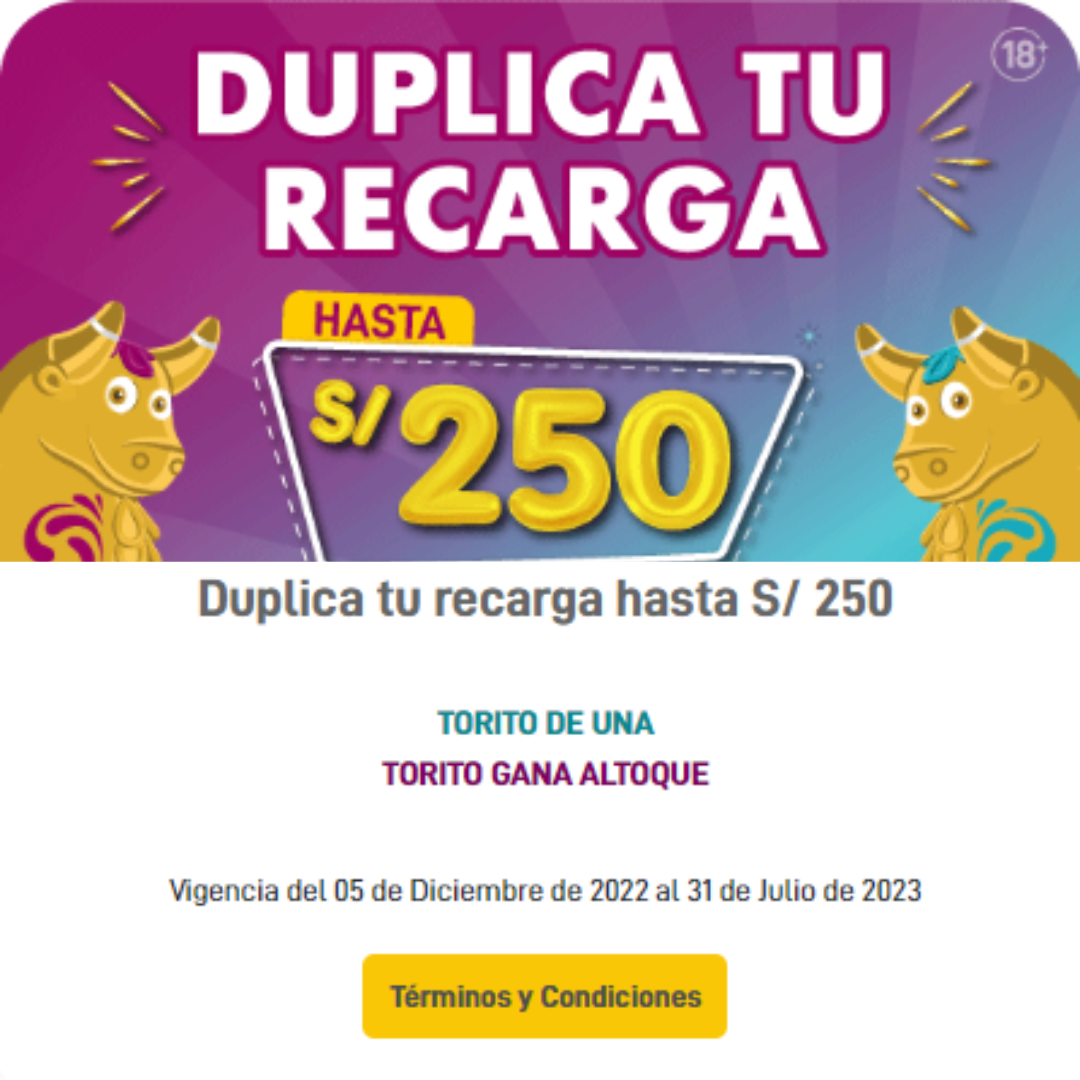 18+
DUPLICA TU
RECARGA
HASTA
S/ 250
Duplica tu recarga hasta S/ 250
TORITO DE UNA
TORITO GANA ALTOQUE
Vigencia del 05 de Diciembre de 2022 al 31 de Julio de 2023
Términos y Condiciones